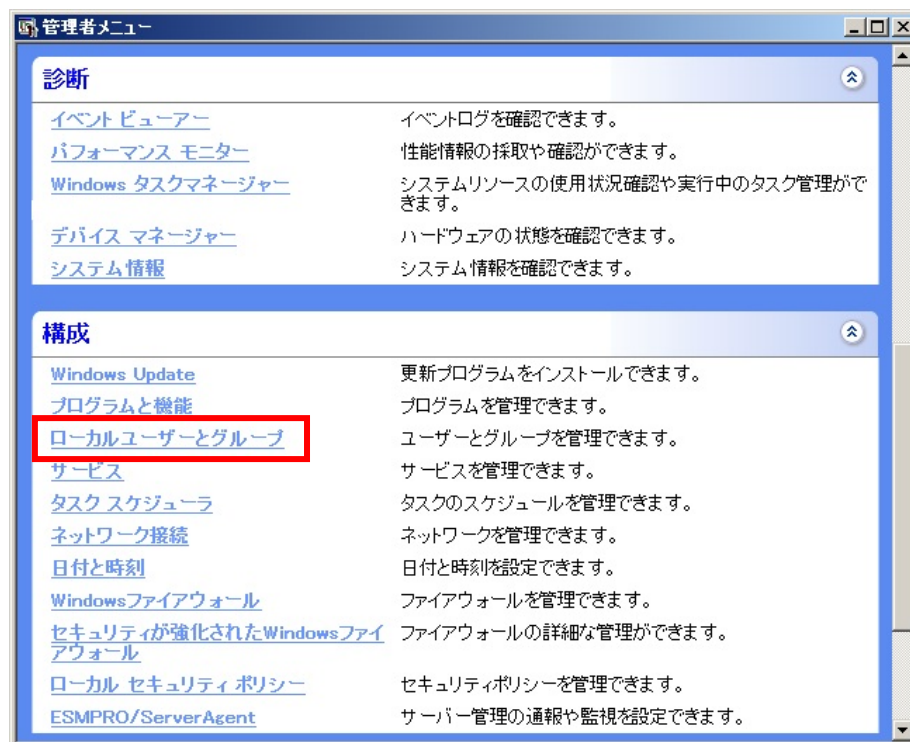 管理者メニュー
診断
イベント ビューアー イベントログを確認できます。
パフォーマンス モニター 性能情報の採取や確認ができます。
Windows タスクマネージャー システムリソースの使用状況確認や実行中のタスク管理がで
きます。
デバイス マネージャー ハードウェアの状態を確認できます。
システム情報 システム情報を確認できます。
構成
Windows Update 更新プログラムをインストールできます。
プログラムと機能 プログラムを管理できます。
ローカルユーザーとグループ ユーザーとグループを管理できます。
サービス サービスを管理できます。
タスク スケジューラ タスクのスケジュールを管理できます。
ネットワーク接続 ネットワークを管理できます。
日付と時刻 日付と時刻を設定できます。
Windowsファイアウォール ファイアウォールを管理できます。
セキュリティが強化されたWindowsファイ ファイアウォールの詳細な管理ができます。
アウォール
ローカル セキュリティ ポリシー セキュリティポリシーを管理できます。
ESMPRO/ServerAgent サーバー管理の通報や監視を設定できます。